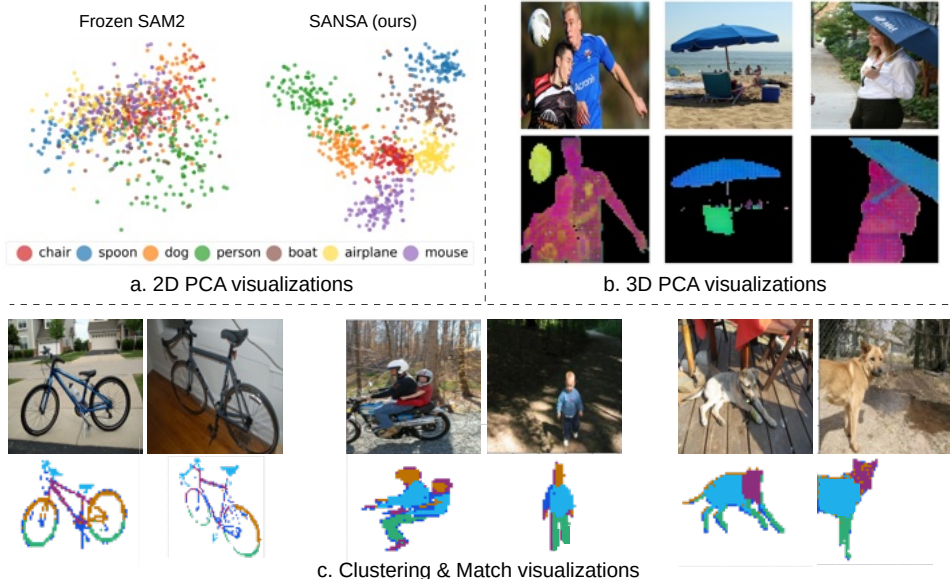 Frozen SAM2
SANSA (ours)
chair spoon dog person boat airplane mouse
a. 2D PCA visualizations
Acronis
b. 3D PCA visualizations
c. Clustering & Match visualizations